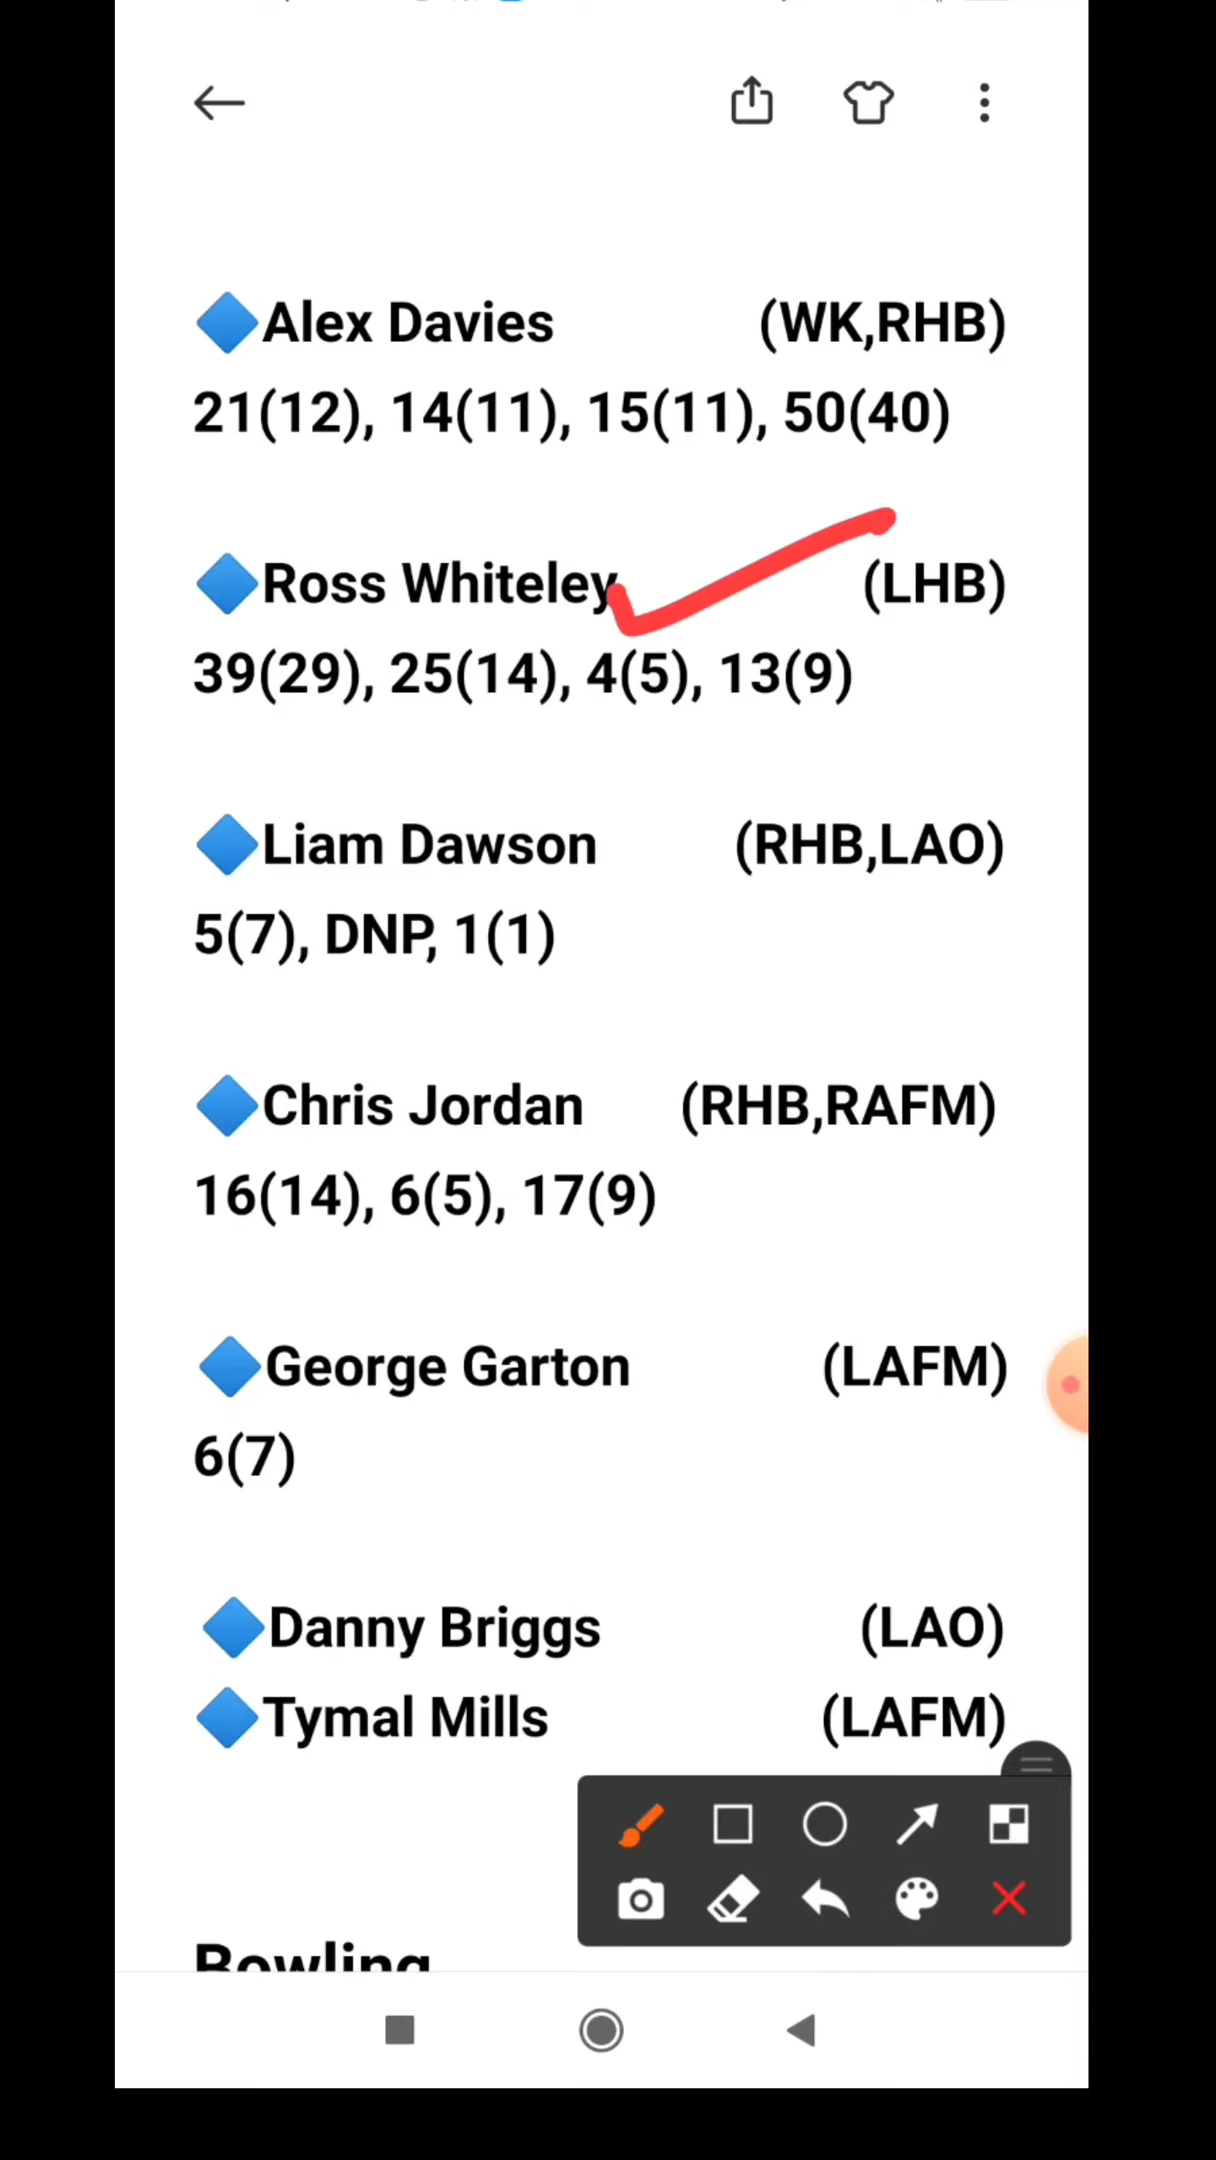 🔷Alex Davies (WK,RHB)
21(12), 14(11), 15(11), 50(40)
🔷Ross Whiteley (LHB)
39(29), 25(14), 4(5), 13(9)
🔷Liam Dawson (RHB,LAO)
5(7), DNP, 1(1)
🔷Chris Jordan (RHB,RAFM)
16(14), 6(5), 17(9)
🔷George Garton (LAFM)
6(7)
🔷Danny Briggs (LAO)
🔷Tymal Mills (LAFM)
Bowling